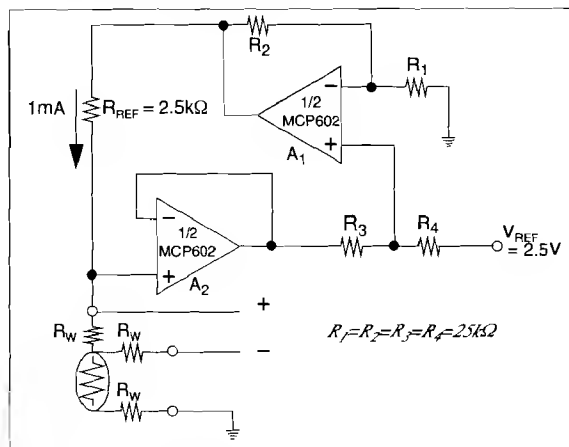 R2
R1
1mA
RREF = 2.5kΩ
−
1/2
MCP602
+
A1
−
1/2
MCP602
+
A2
R3
R4
VREF
= 2.5V
+
RW
RW
−
R1=R2=R3=R4=25kΩ
RW